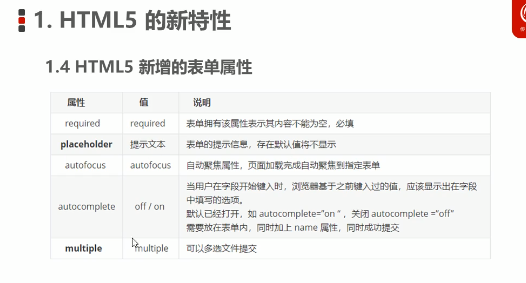 1. HTML5 的新特性
1.4 HTML5 新增的表单属性
属性 值 说明
required required 表单拥有该属性表示其内容不能为空，必填
placeholder 提示文本 表单的提示信息，存在默认值将不显示
autofocus autofocus 自动聚焦属性，页面加载完成自动聚焦到指定表单
autocomplete off / on 当用户在字段开始键入时，浏览器基于之前键入过的值，应该显示出在字段
中填写的选项。
默认已经打开，如 autocomplete="on "，关闭 autocomplete ="off"
需要放在表单内，同时加上 name 属性，同时成功提交
multiple multiple 可以多选文件提交